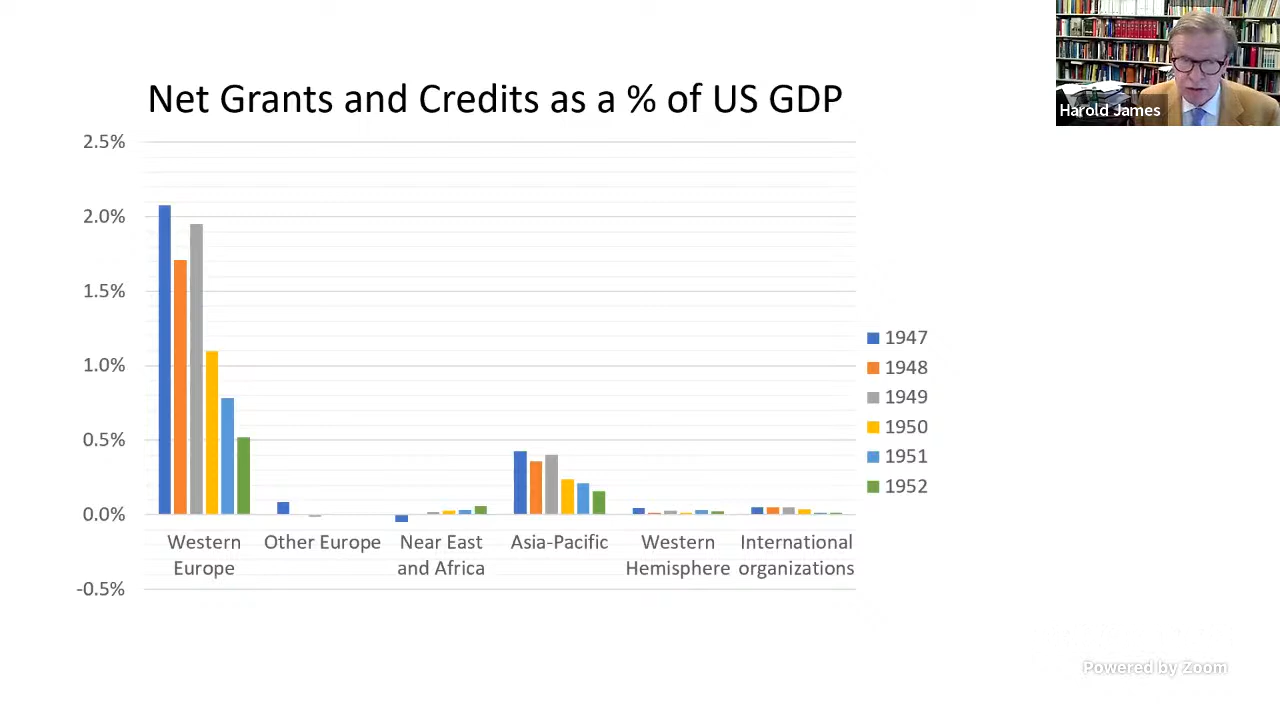 Net Grants and Credits as a % of US GDP
Harold James
2.5%
2.0%
1.5%
1.0%
0.5%
0.0%
-0.5%
Western Europe
Other Europe
Near East and Africa
Asia-Pacific
Western Hemisphere
International organizations
1947
1948
1949
1950
1951
1952
Powered by Zoom